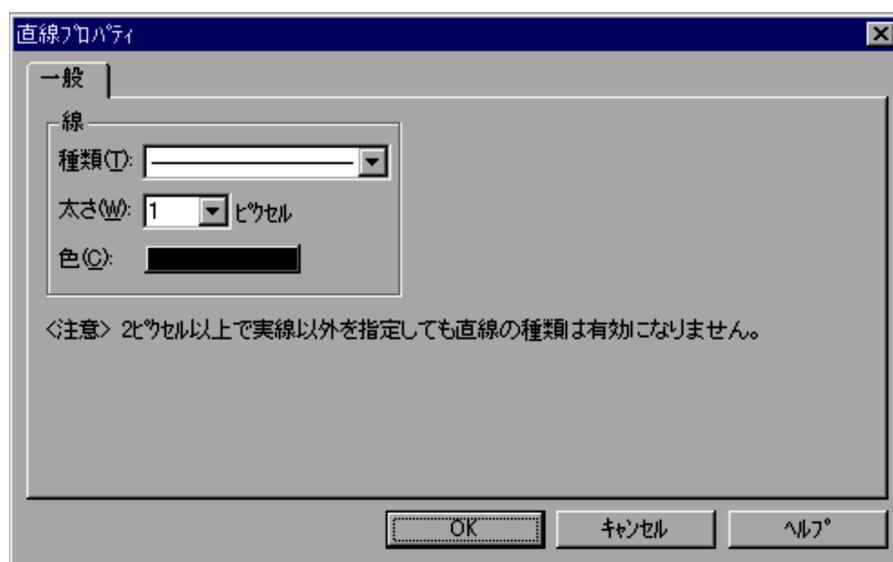 直線ﾌﾟﾛﾊﾟﾃｨ
一般
線
種類(T):
太さ(W): 1 ﾋﾟｸｾﾙ
色(C):
<注意> 2ﾋﾟｸｾﾙ以上で実線以外を指定しても直線の種類は有効になりません。
OK ｷｬﾝｾﾙ ﾍﾙﾌﾟ